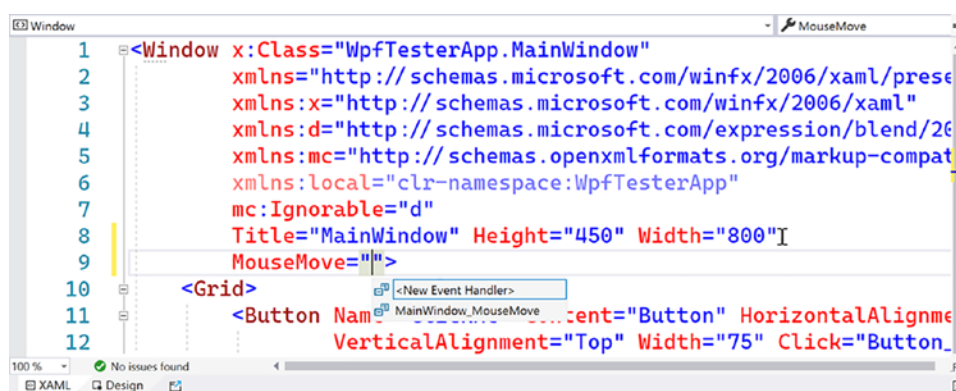 Window MouseMove
1 <Window x:Class="WpfTesterApp.MainWindow"
2 xmlns="http://schemas.microsoft.com/winfx/2006/xaml/prese
3 xmlns:x="http://schemas.microsoft.com/winfx/2006/xaml"
4 xmlns:d="http://schemas.microsoft.com/expression/blend/20
5 xmlns:mc="http://schemas.openxmlformats.org/markup-compat
6 xmlns:local="clr-namespace:WpfTesterApp"
7 mc:Ignorable="d"
8 Title="MainWindow" Height="450" Width="800"
9 MouseMove="">
10 <Grid>
<New Event Handler>
11 <Button Nam Content="Button" HorizontalAlignme
MainWindow_MouseMove
12 VerticalAlignment="Top" Width="75" Click="Button_
100 % No issues found
XAML Design